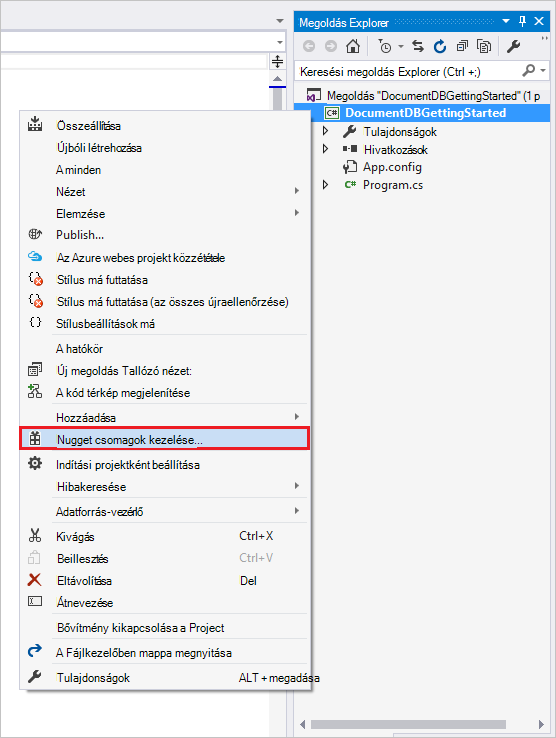 Megoldás Explorer
Keresési megoldás Explorer (Ctrl +;)
Megoldás "DocumentDBGettingStarted" (1 p
C# DocumentDBGettingStarted
Tulajdonságok
Hivatkozások
App.config
C# Program.cs
Összeállítása
Újbóli létrehozása
A minden
Nézet
Elemzése
Publish...
Az Azure webes projekt közzététele
Stílus má futtatása
Stílus má futtatása (az összes újraellenőrzése)
Stílusbeállítások má
A hatókör
Új megoldás Tallózó nézet:
A kód térkép megjelenítése
Hozzáadása
Nugget csomagok kezelése...
Indítási projektként beállítása
Hibakeresése
Adatforrás-vezérlő
Kivágás Ctrl+X
Beillesztés Ctrl+V
Eltávolítása Del
Átnevezése
Bővítmény kikapcsolása a Project
A Fájlkezelőben mappa megnyitása
Tulajdonságok ALT +megadása